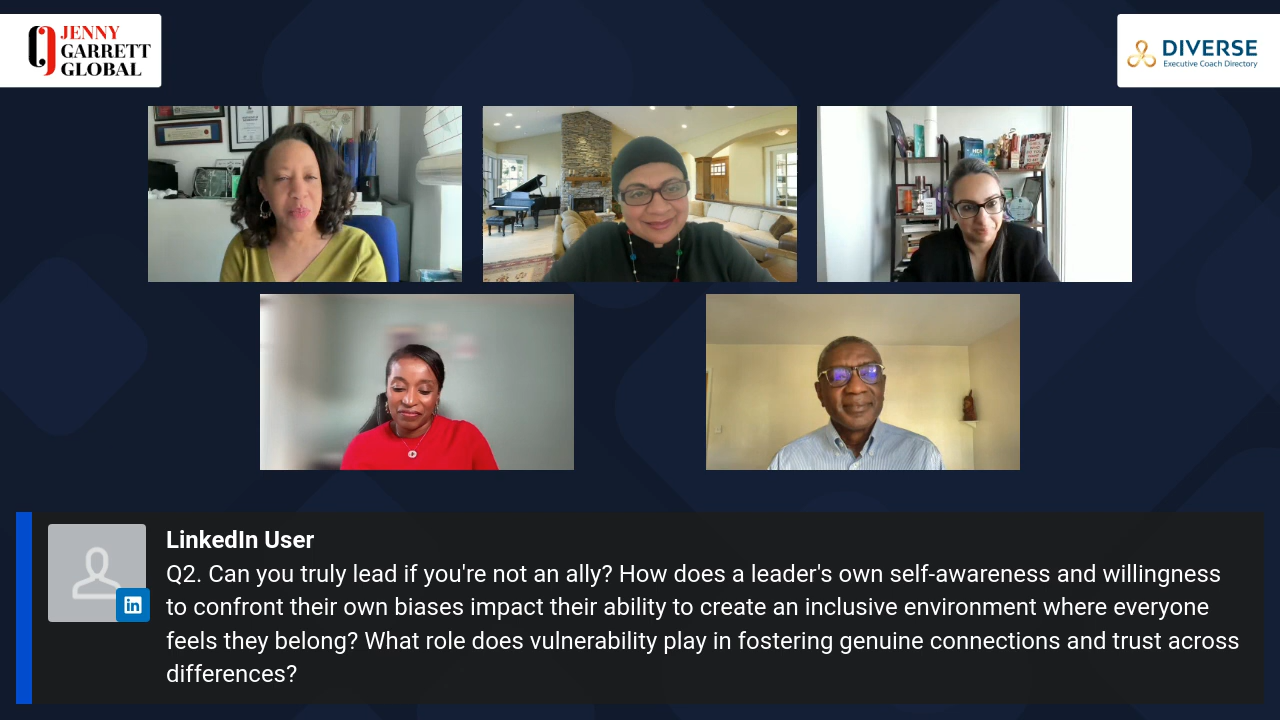 JENNY
GARRETT
GLOBAL
DIVERSE
Executive Coach Directory
LinkedIn User
Q2. Can you truly lead if you're not an ally? How does a leader's own self-awareness and willingness
to confront their own biases impact their ability to create an inclusive environment where everyone
feels they belong? What role does vulnerability play in fostering genuine connections and trust across
differences?
in